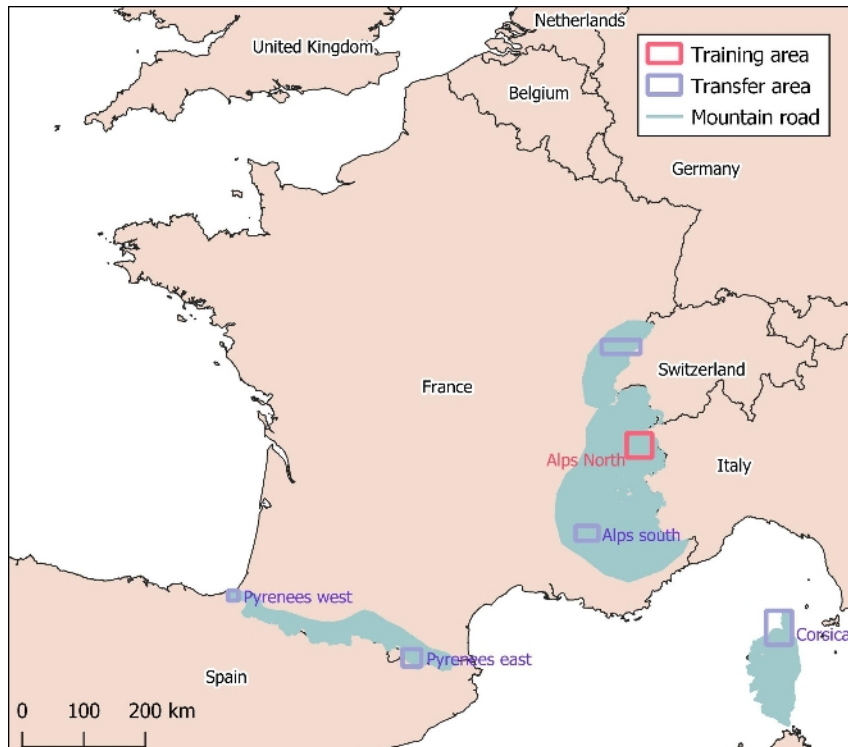 Netherlands
United Kingdom
Training area
Transfer area
Mountain road
Belgium
Germany
France
Switzerland
Alps North
Italy
Alps south
Pyrenees west
Corsica
Pyrenees east
Spain
0 100 200 km